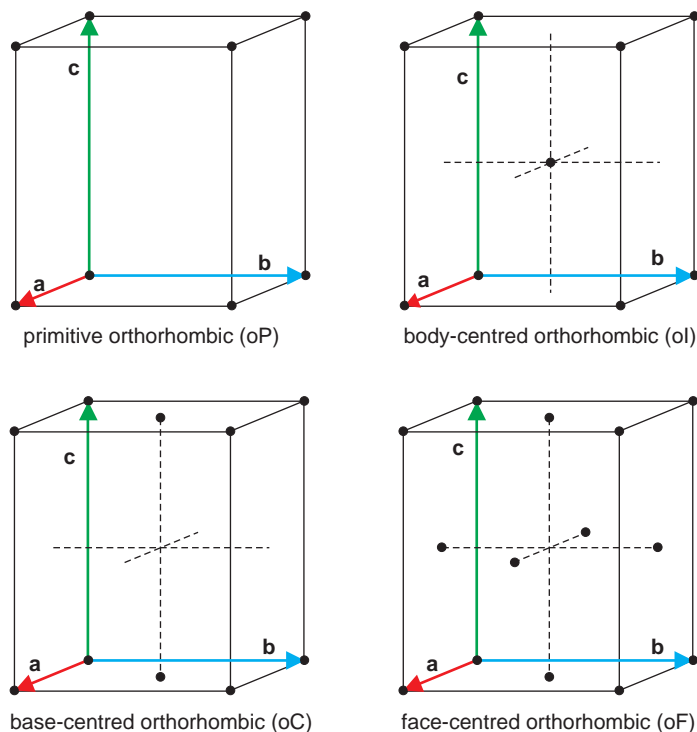 c
a
b
primitive orthorhombic (oP)
c
a
b
body-centred orthorhombic (oI)
c
a
b
base-centred orthorhombic (oC)
c
a
b
face-centred orthorhombic (oF)